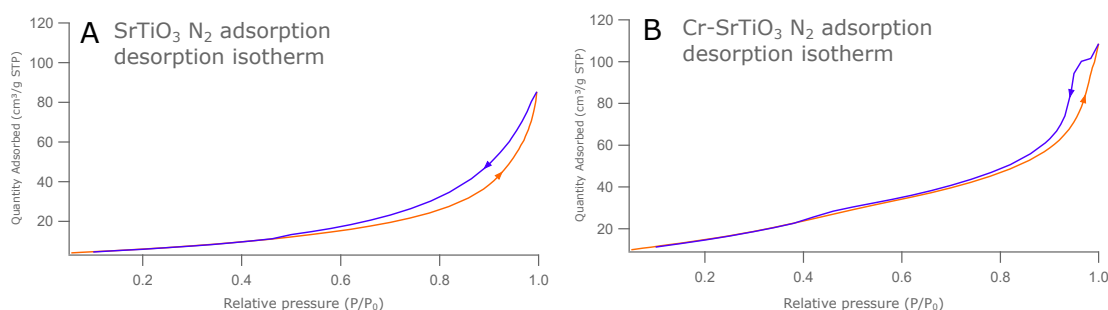 A
SrTiO₃ N₂ adsorption
desorption isotherm
Quantity Adsorbed (cm³/g STP)
120
100
80
60
40
20
0.2
0.4
0.6
0.8
1.0
Relative pressure (P/P₀)
B
Cr-SrTiO₃ N₂ adsorption
desorption isotherm
Quantity Adsorbed (cm³/g STP)
120
100
80
60
40
20
0.2
0.4
0.6
0.8
1.0
Relative pressure (P/P₀)